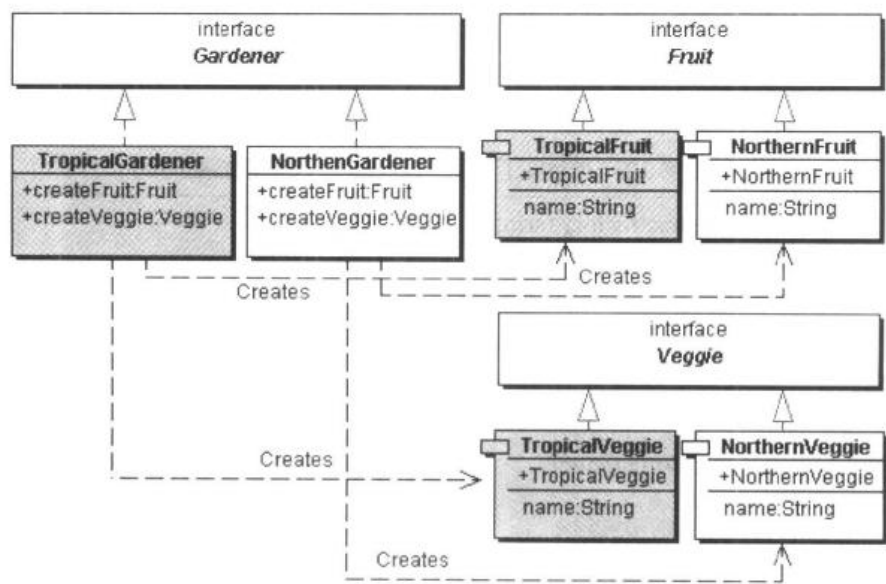 interface
Gardener
interface
Fruit
TropicalGardener
+createFruit:Fruit
+createVeggie:Veggie
NorthenGardener
+createFruit:Fruit
+createVeggie:Veggie
TropicalFruit
+TropicalFruit
name:String
NorthernFruit
+NorthernFruit
name:String
Creates
Creates
interface
Veggie
TropicalVeggie
+TropicalVeggie
name:String
NorthernVeggie
+NorthernVeggie
name:String
Creates
Creates